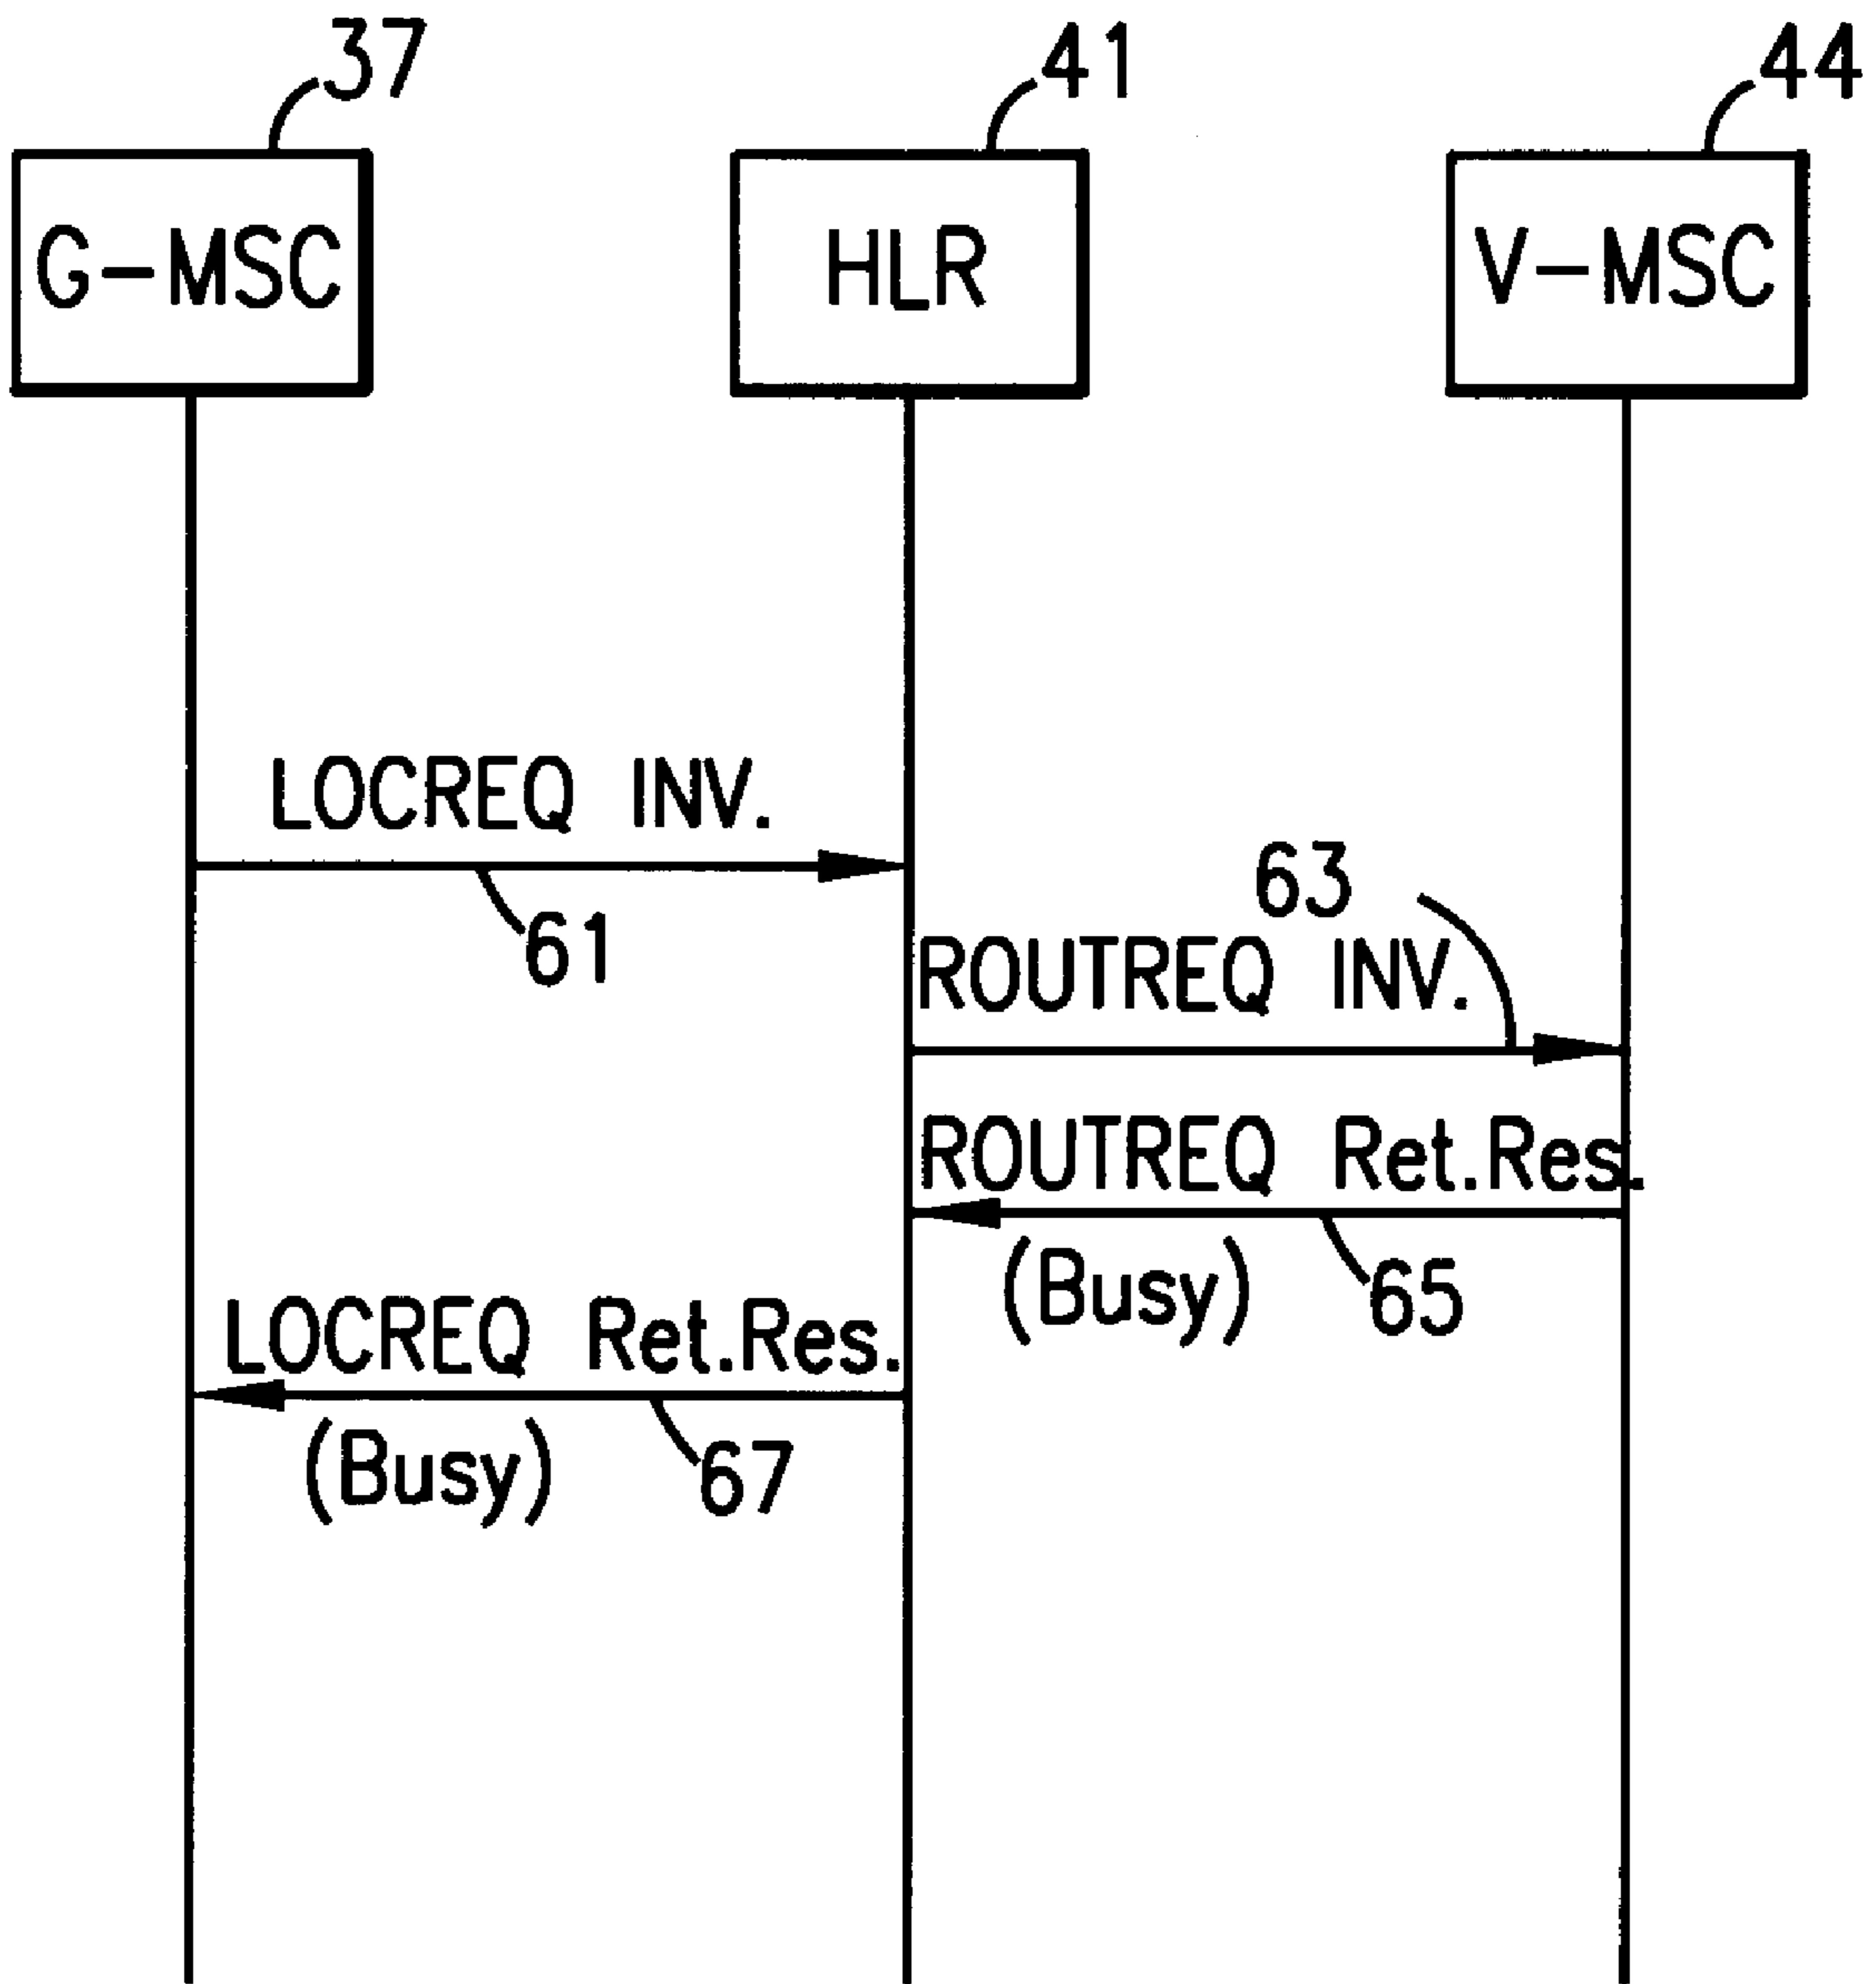 37
41
44
G-MSC
HLR
V-MSC
LOCREQ INV.
61
63
ROUTREQ INV.
ROUTREQ Ret.Res.
(Busy)
65
LOCREQ Ret.Res.
(Busy)
67